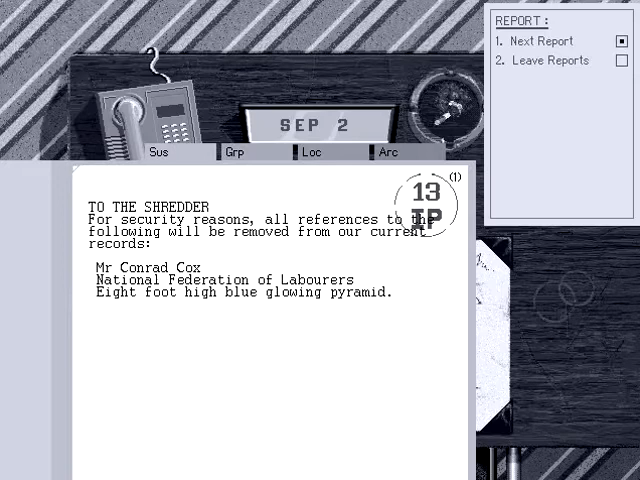 REPORT:
1. Next Report
2. Leave Reports
SEP 2
Sus Grp Loc Arc
(1)
13
IP
TO THE SHREDDER
For security reasons, all references to the
following will be removed from our current
records:
Mr Conrad Cox
National Federation of Labourers
Eight foot high blue glowing pyramid.